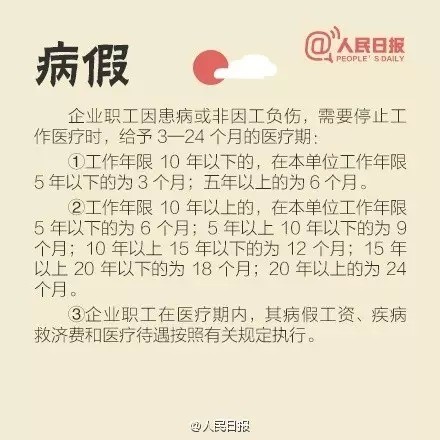 @人民日报
PEOPLE'S DAILY
病假
企业职工因患病或非因工负伤，需要停止工
作医疗时，给予 3—24 个月的医疗期：
①工作年限 10 年以下的，在本单位工作年限
5 年以下的为 3 个月；五年以上的为 6 个月。
②工作年限 10 年以上的，在本单位工作年限
5 年以下的为 6 个月；5 年以上 10 年以下的为 9
个月；10 年以上 15 年以下的为 12 个月；15 年
以上 20 年以下的为 18 个月；20 年以上的为 24
个月。
③企业职工在医疗期内，其病假工资、疾病
救济费和医疗待遇按照有关规定执行。
@人民日报